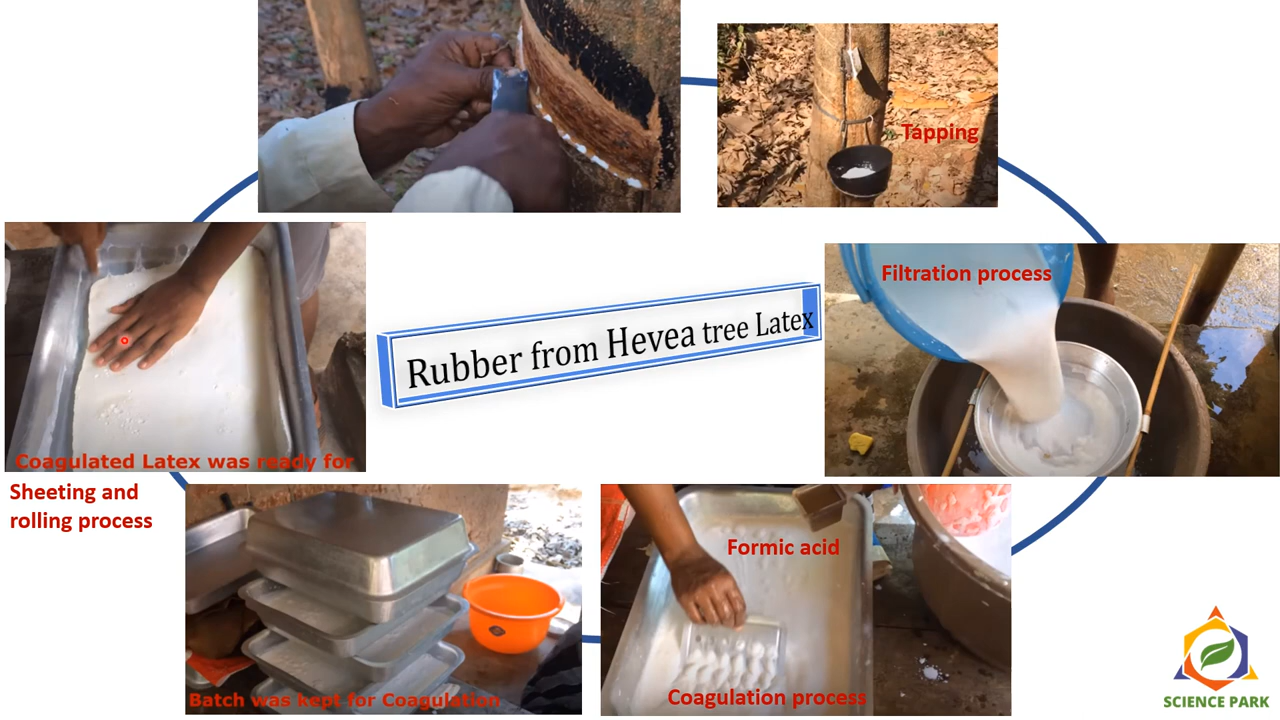 Tapping
Filtration process
Rubber from Hevea tree Latex
Coagulated Latex was ready for
Sheeting and
rolling process
Formic acid
Coagulation process
Batch was kept for Coagulation
SCIENCE PARK